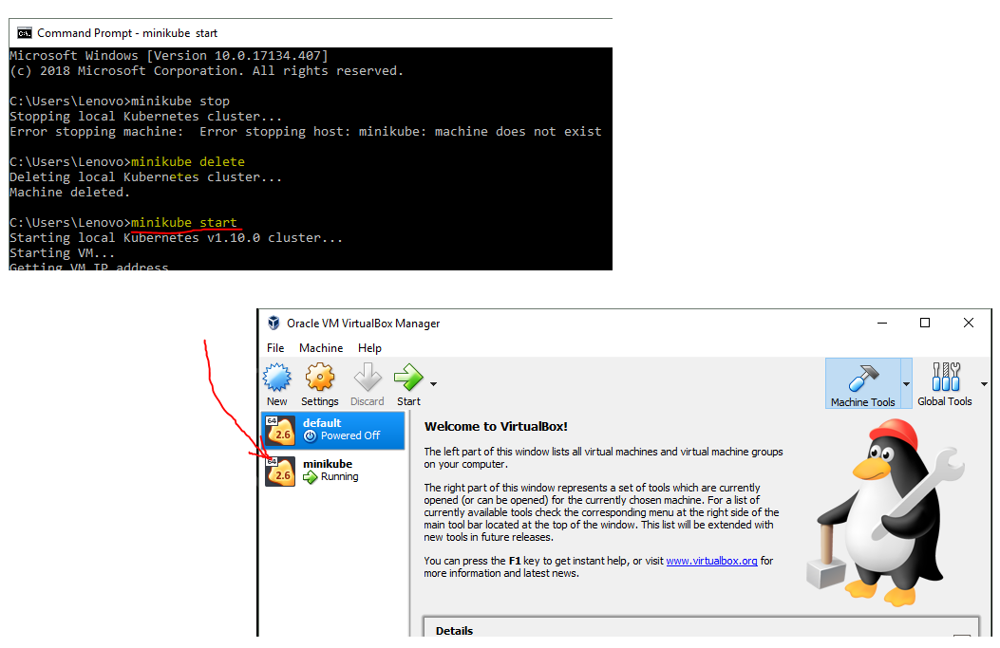 Command Prompt - minikube start
Microsoft Windows [Version 10.0.17134.407]
(c) 2018 Microsoft Corporation. All rights reserved.
C:\Users\Lenovo>minikube stop
Stopping local Kubernetes cluster...
Error stopping machine:  Error stopping host: minikube: machine does not exist
C:\Users\Lenovo>minikube delete
Deleting local Kubernetes cluster...
Machine deleted.
C:\Users\Lenovo>minikube start
Starting local Kubernetes v1.10.0 cluster...
Starting VM...
Getting VM IP address
Oracle VM VirtualBox Manager
File Machine Help
New Settings Discard Start Machine Tools Global Tools
64 2.6 default
Powered Off
64 2.6 minikube
Running
Welcome to VirtualBox!
The left part of this window lists all virtual machines and virtual machine groups
on your computer.
The right part of this window represents a set of tools which are currently
opened (or can be opened) for the currently chosen machine. For a list of
currently available tools check the corresponding menu at the right side of the
main tool bar located at the top of the window. This list will be extended with
new tools in future releases.
You can press the F1 key to get instant help, or visit www.virtualbox.org for
more information and latest news.
Details